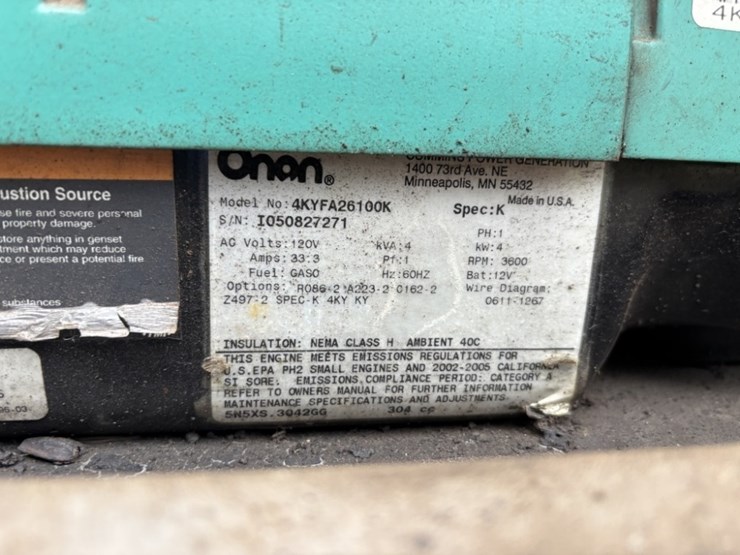 4K
Onan®
CUMMINS POWER GENERATION
1400 73rd Ave. NE
Minneapolis, MN 55432
Made in U.S.A.
Model No: 4KYFA26100K
Spec: K
S/N: I050827271
PH: 1
AC Volts: 120V
kVA: 4
kW: 4
Amps: 33.3
Pf: 1
RPM: 3600
Fuel: GASO
Hz: 60HZ
Bat: 12V
Options: R086-2 A223-2 C162-2
Wire Diagram:
Z497-2 SPEC-K 4KY KY
0611-1267
INSULATION: NEMA CLASS H AMBIENT 40C
THIS ENGINE MEETS EMISSIONS REGULATIONS FOR
U.S.EPA PH2 SMALL ENGINES AND 2002-2005 CALIFORNIA
SI SORE. EMISSIONS COMPLIANCE PERIOD: CATEGORY A
REFER TO OWNERS MANUAL FOR FURTHER INFORMATION
MAINTENANCE SPECIFICATIONS AND ADJUSTMENTS.
5N5XS.3042GG 304 cc
ustion Source
se fire and severe personal
property damage.
store anything in genset
tment which may reduce
ce or present a potential fire
substances